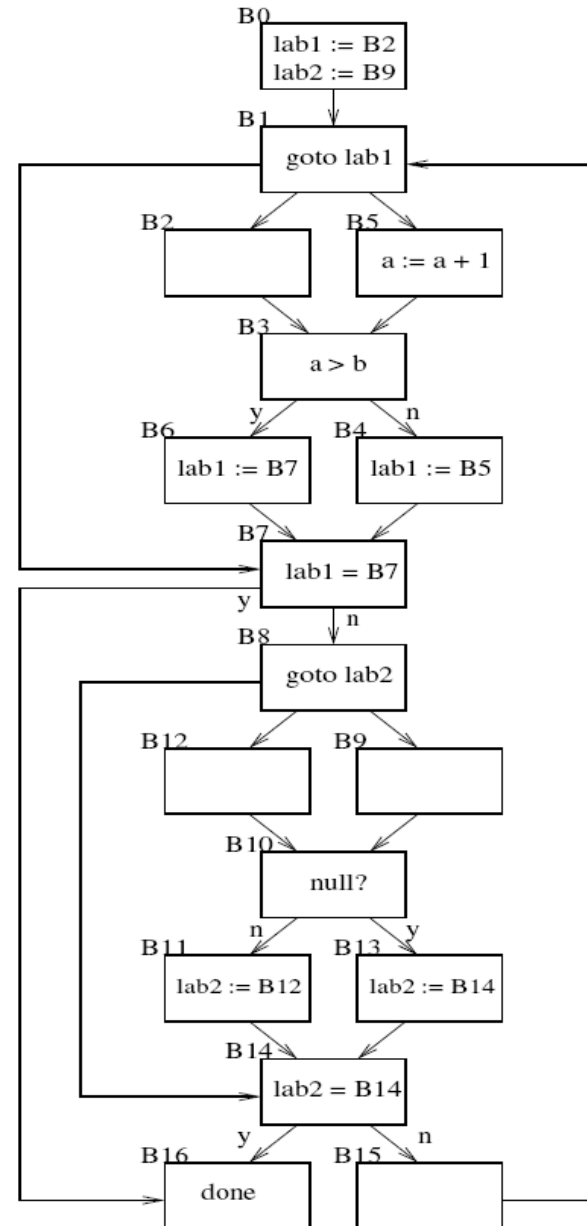 B0
lab1 := B2
lab2 := B9
B1
goto lab1
B2
B5
a := a + 1
B3
a > b
y
n
B6
B4
lab1 := B7
lab1 := B5
B7
lab1 = B7
y
n
B8
goto lab2
B12
B9
B10
null?
n
y
B11
B13
lab2 := B12
lab2 := B14
B14
lab2 = B14
y
n
B16
B15
done